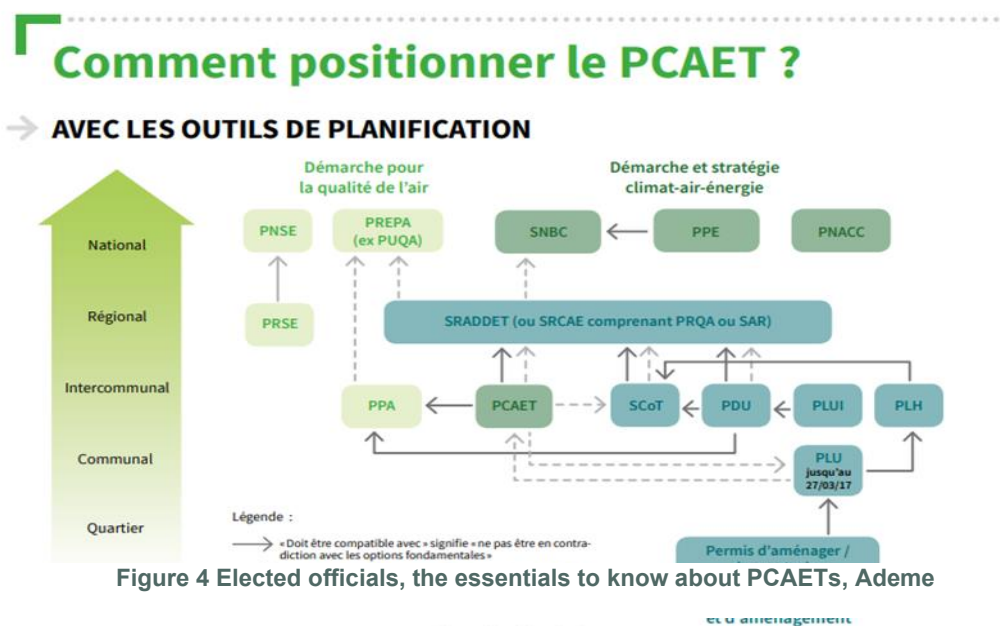 Comment positionner le PCAET ?
AVEC LES OUTILS DE PLANIFICATION
Démarche pour
la qualité de l'air
Démarche et stratégie
climat-air-énergie
National
PNSE
PREPA
(ex PUQA)
SNBC
PPE
PNACC
Régional
PRSE
SRADDET (ou SRCAE comprenant PRQA ou SAR)
Intercommunal
PPA
PCAET
SCoT
PDU
PLUI
PLH
Communal
PLU
jusqu'au
27/03/17
Quartier
Légende :
« Doit être compatible avec » signifie « ne pas être en contra-
diction avec les options fondamentales »
Permis d'aménager /
Figure 4 Elected officials, the essentials to know about PCAETs, Ademe
et d'aménagement